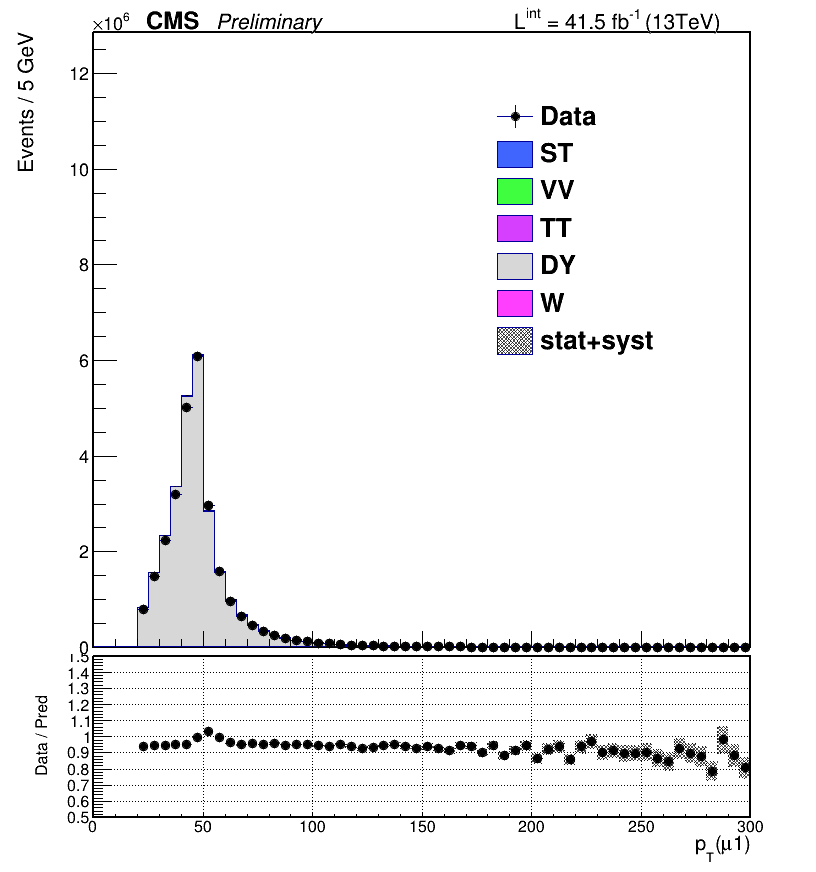 ×10⁶ CMS Preliminary L^int = 41.5 fb⁻¹ (13TeV)
Events / 5 GeV
12
10
8
6
4
2
0
Data
ST
VV
TT
DY
W
stat+syst
Data / Pred
1.5
1.4
1.3
1.2
1.1
1
0.9
0.8
0.7
0.6
0.5
0 50 100 150 200 250 300
p_T(μ1)